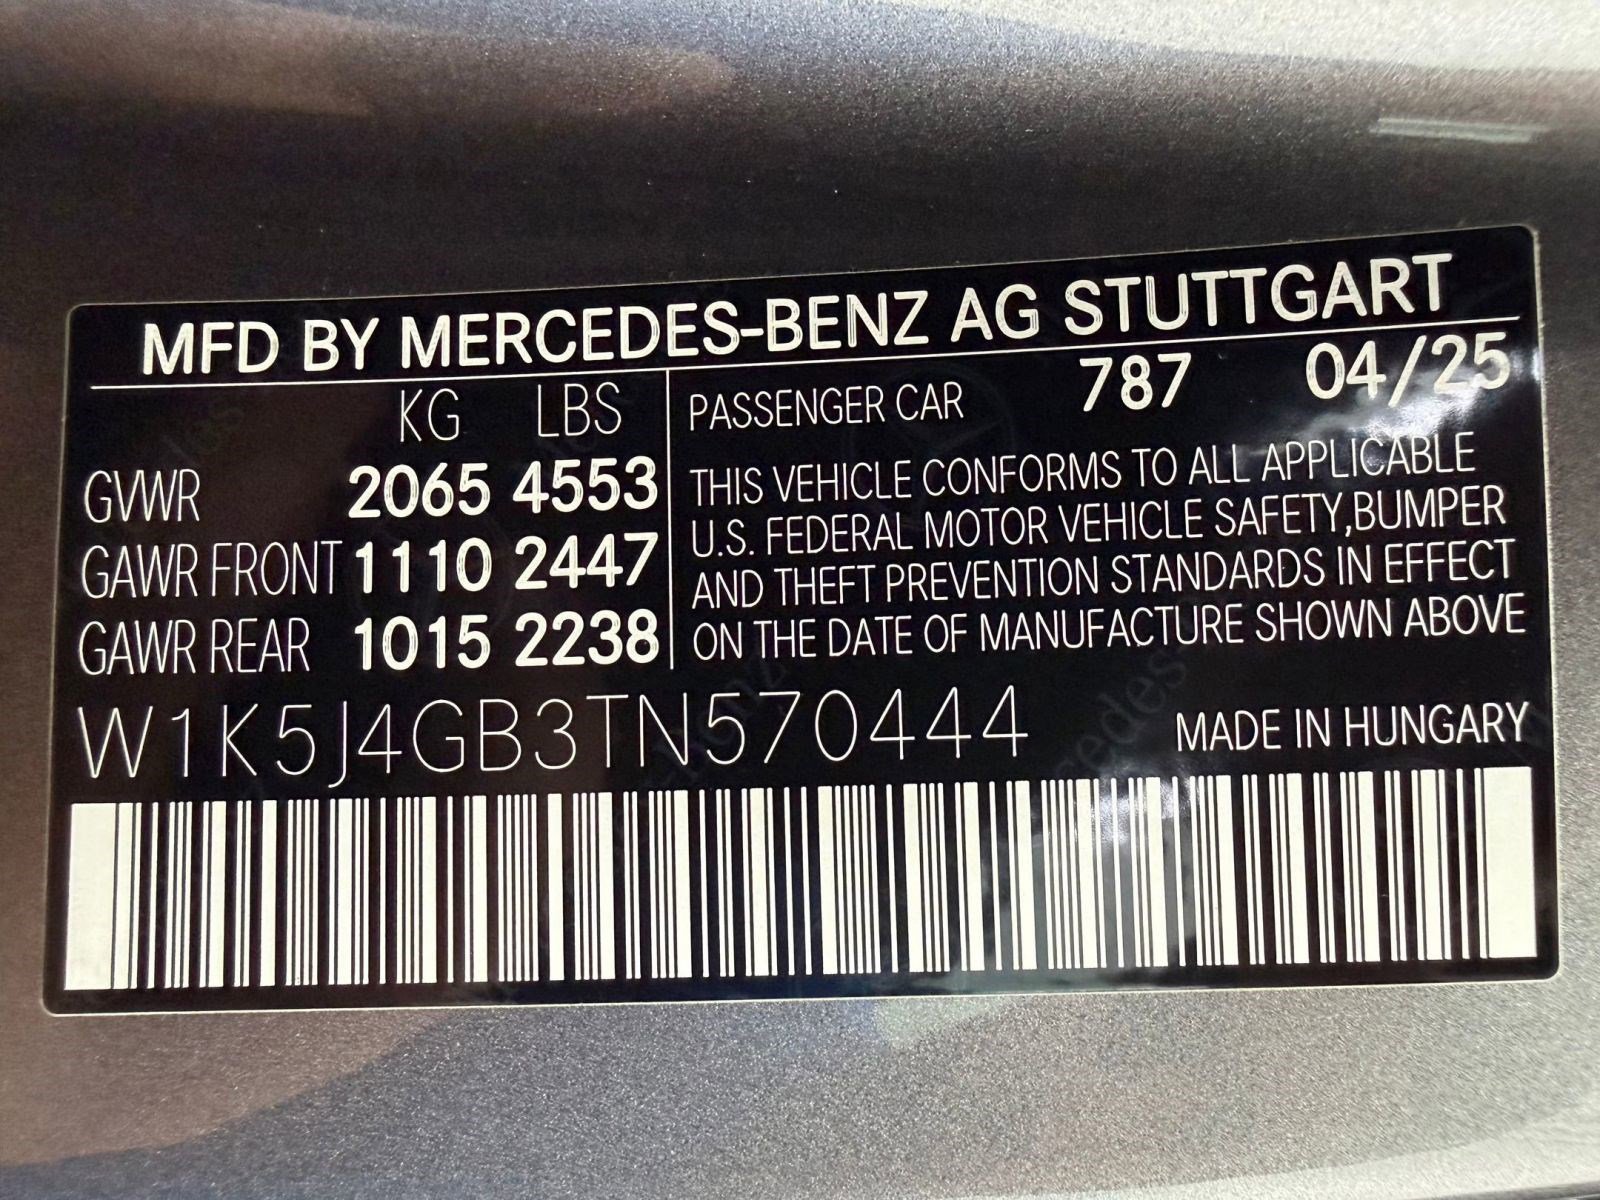 MFD BY MERCEDES-BENZ AG STUTTGART
KG LBS
GVWR 2065 4553
GAWR FRONT 1110 2447
GAWR REAR 1015 2238
PASSENGER CAR 787 04/25
THIS VEHICLE CONFORMS TO ALL APPLICABLE
U.S. FEDERAL MOTOR VEHICLE SAFETY,BUMPER
AND THEFT PREVENTION STANDARDS IN EFFECT
ON THE DATE OF MANUFACTURE SHOWN ABOVE
W1K5J4GB3TN570444
MADE IN HUNGARY